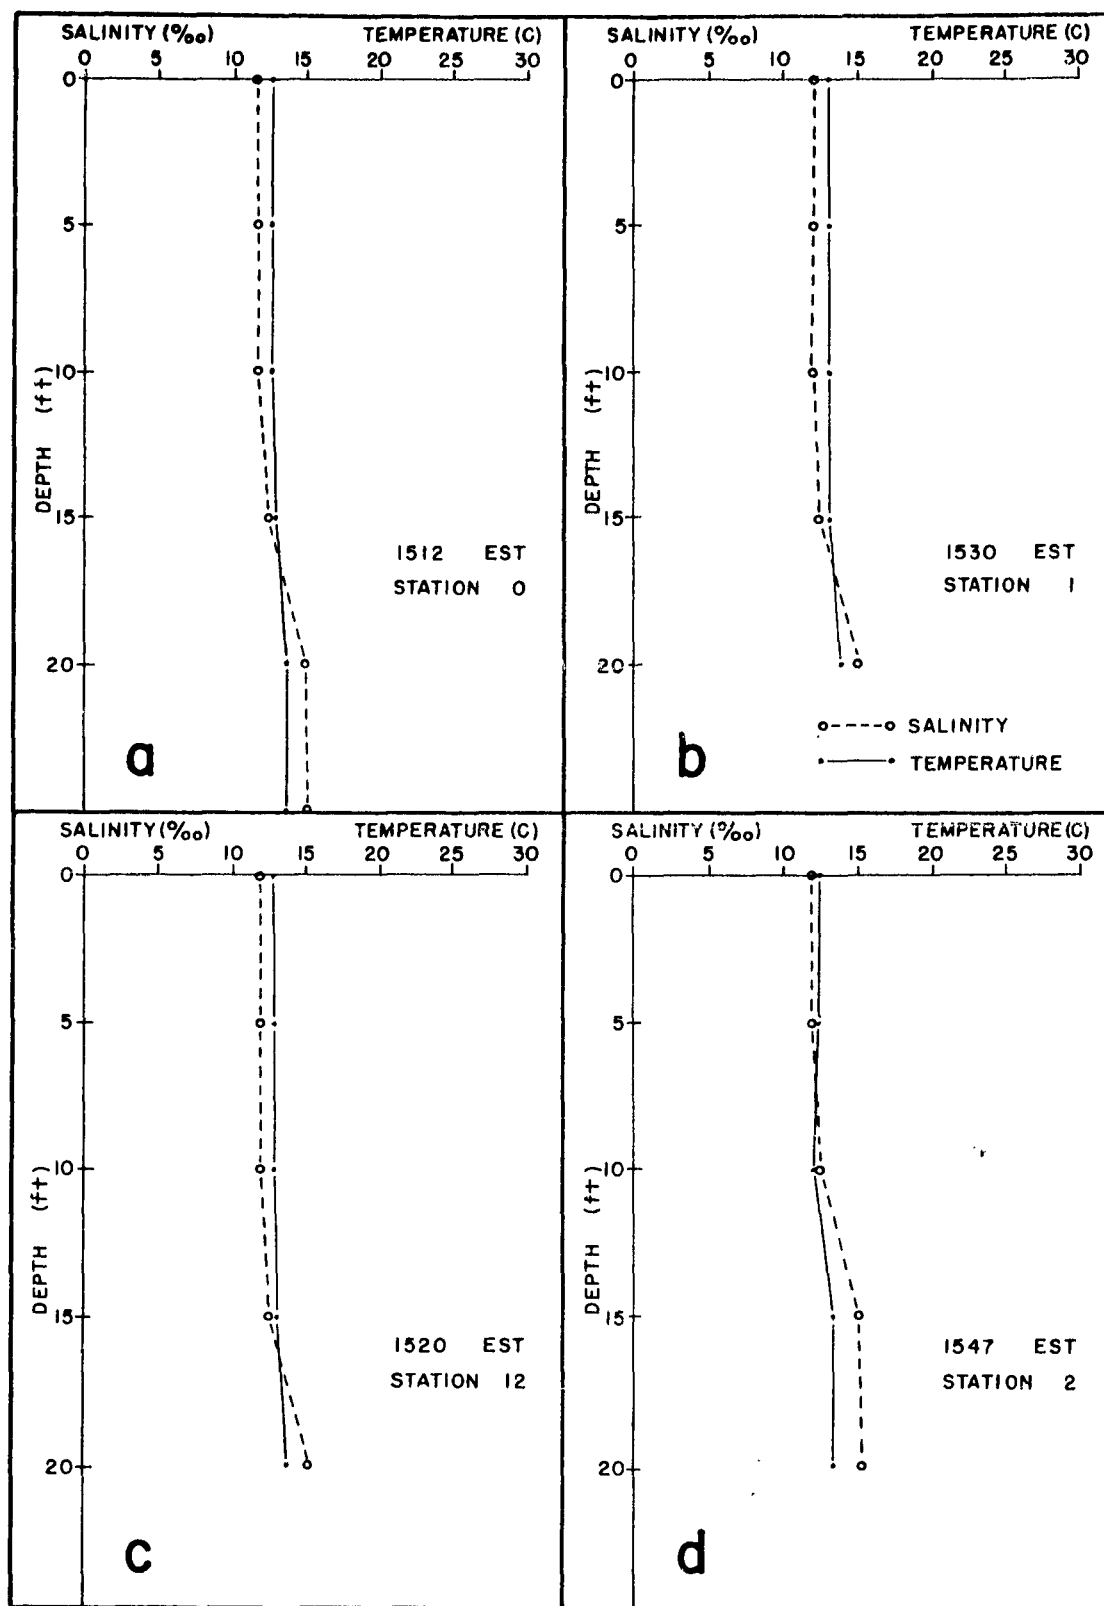 SALINITY (‰) TEMPERATURE (C)
0 5 10 15 20 25 30
0
5
10
15
20
DEPTH (ft)
1512 EST
STATION 0
a
SALINITY (‰) TEMPERATURE (C)
0 5 10 15 20 25 30
0
5
10
15
20
DEPTH (ft)
1530 EST
STATION 1
SALINITY
TEMPERATURE
b
SALINITY (‰) TEMPERATURE (C)
0 5 10 15 20 25 30
0
5
10
15
20
DEPTH (ft)
1520 EST
STATION 12
c
SALINITY (‰) TEMPERATURE (C)
0 5 10 15 20 25 30
0
5
10
15
20
DEPTH (ft)
1547 EST
STATION 2
d